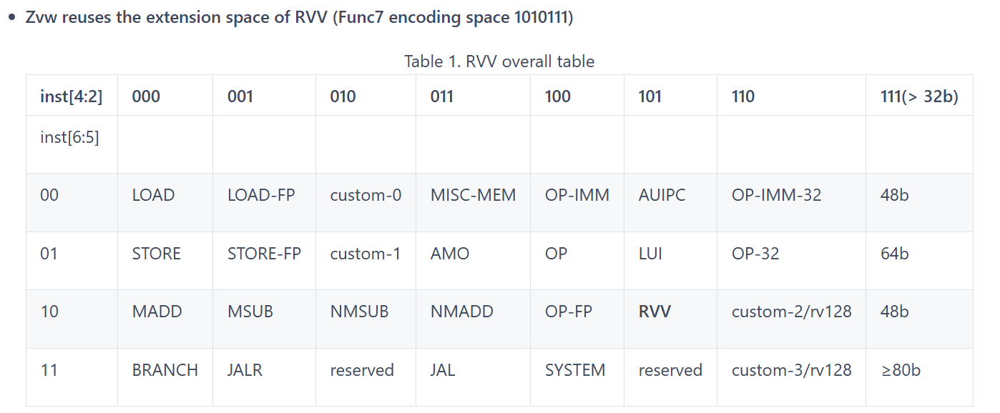 • Zvw reuses the extension space of RVV (Func7 encoding space 1010111)
Table 1. RVV overall table
inst[4:2] 000 001 010 011 100 101 110 111(> 32b)
inst[6:5]
00 LOAD LOAD-FP custom-0 MISC-MEM OP-IMM AUIPC OP-IMM-32 48b
01 STORE STORE-FP custom-1 AMO OP LUI OP-32 64b
10 MADD MSUB NMSUB NMADD OP-FP RVV custom-2/rv128 48b
11 BRANCH JALR reserved JAL SYSTEM reserved custom-3/rv128 ≥80b